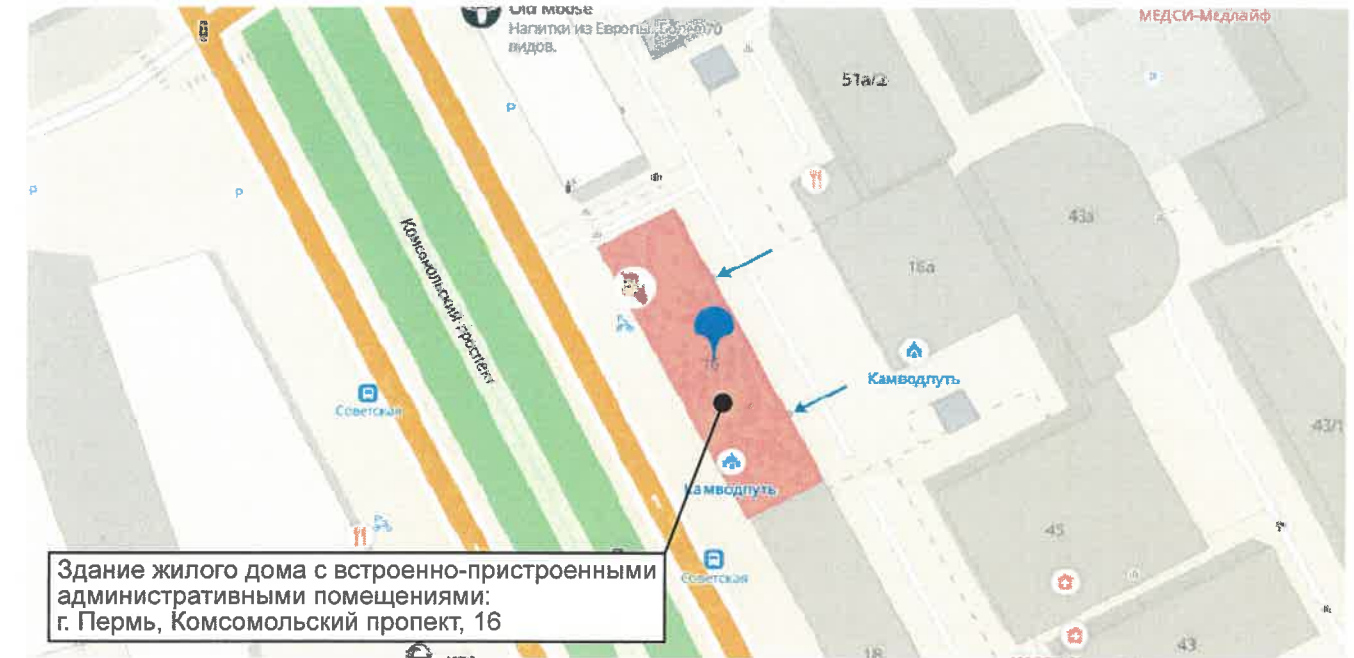 Old Mouse
Напитки из Европы. Более 70
видов.
МЕДСИ-Медлайф
51а/2
P
P
P
P
43а
Комсомольский проспект
16а
16
Камводпуть
Советская
43/1
Камводпуть
45
Советская
Здание жилого дома с встроенно-пристроенными
административными помещениями:
г. Пермь, Комсомольский пропект, 16
18
43